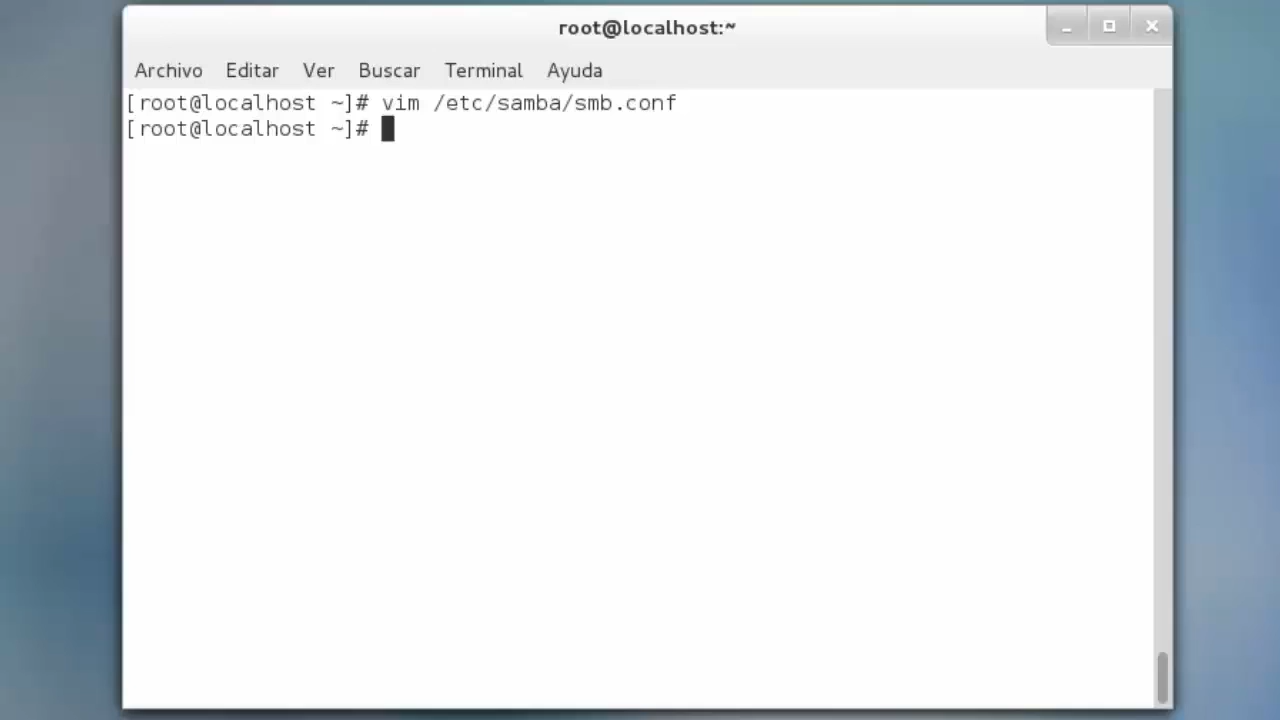 root@localhost:~
Archivo Editar Ver Buscar Terminal Ayuda
[root@localhost ~]# vim /etc/samba/smb.conf
[root@localhost ~]#